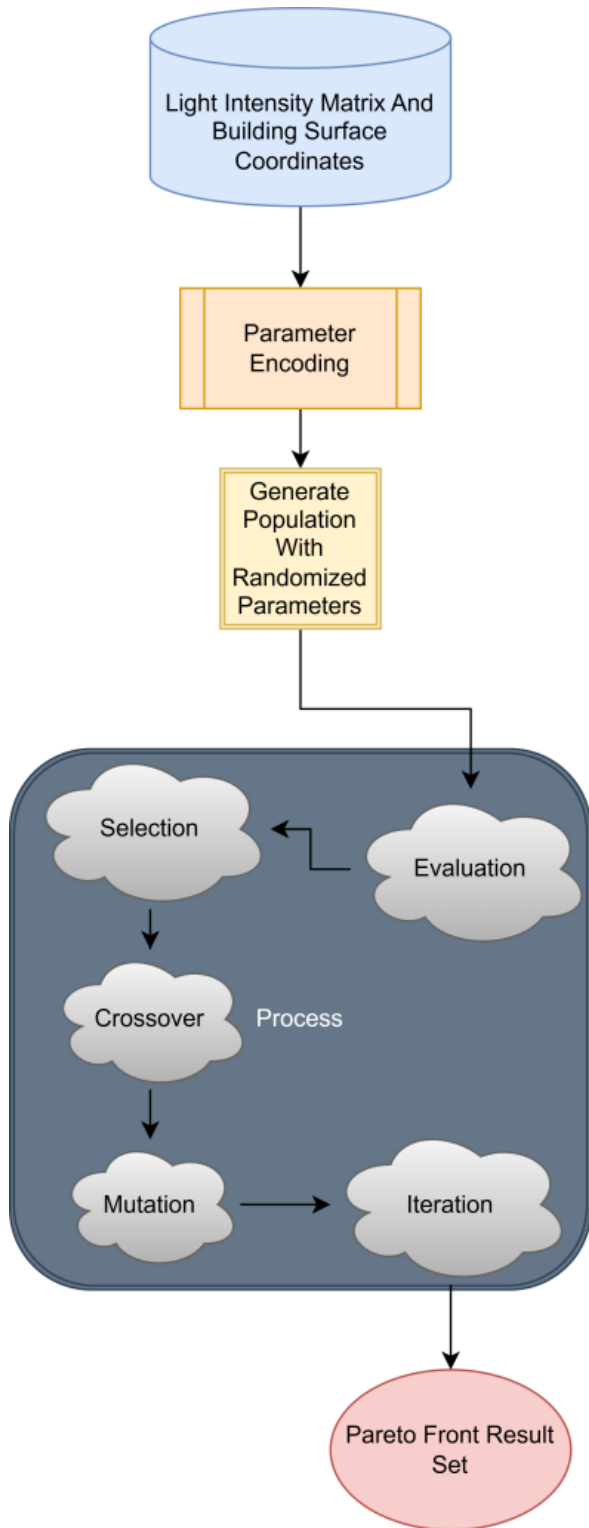 Light Intensity Matrix And
Building Surface
Coordinates
Parameter
Encoding
Generate
Population
With
Randomized
Parameters
Selection
Evaluation
Crossover
Process
Mutation
Iteration
Pareto Front Result
Set